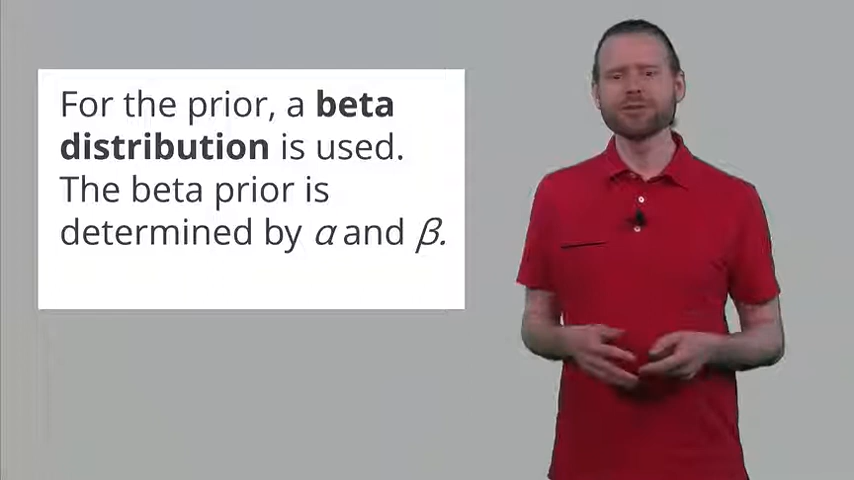 For the prior, a beta
distribution is used.
The beta prior is
determined by α and β.